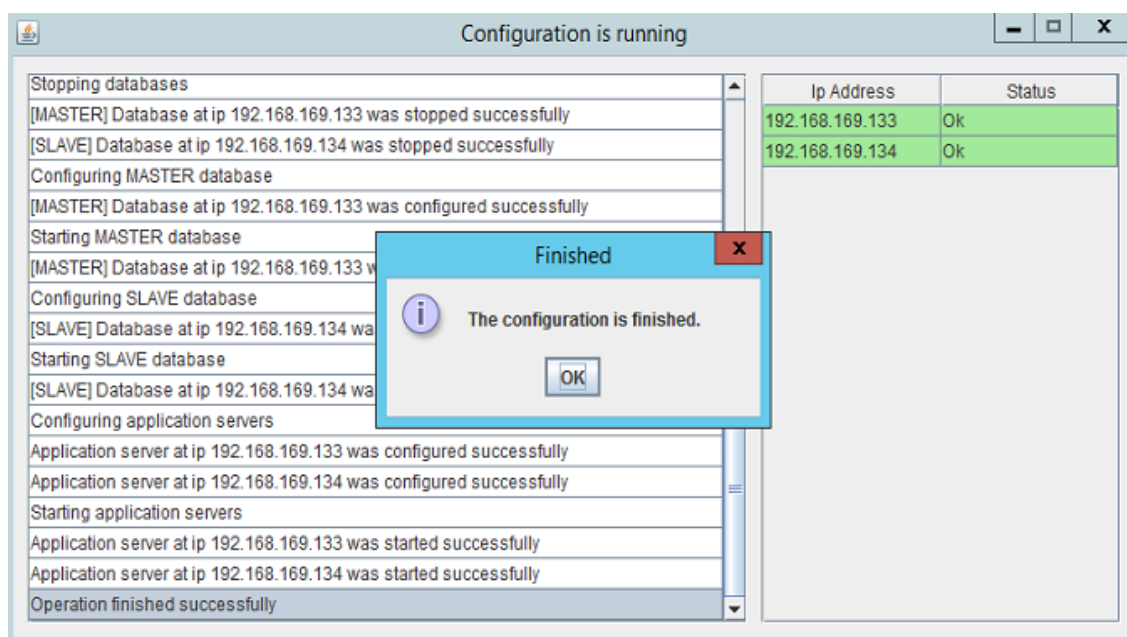 Configuration is running
Stopping databases
[MASTER] Database at ip 192.168.169.133 was stopped successfully
[SLAVE] Database at ip 192.168.169.134 was stopped successfully
Configuring MASTER database
[MASTER] Database at ip 192.168.169.133 was configured successfully
Starting MASTER database
[MASTER] Database at ip 192.168.169.133
Configuring SLAVE database
[SLAVE] Database at ip 192.168.169.134 wa
Starting SLAVE database
[SLAVE] Database at ip 192.168.169.134 wa
Configuring application servers
Application server at ip 192.168.169.133 was configured successfully
Application server at ip 192.168.169.134 was configured successfully
Starting application servers
Application server at ip 192.168.169.133 was started successfully
Application server at ip 192.168.169.134 was started successfully
Operation finished successfully
Ip Address Status
192.168.169.133 Ok
192.168.169.134 Ok
Finished
The configuration is finished.
OK